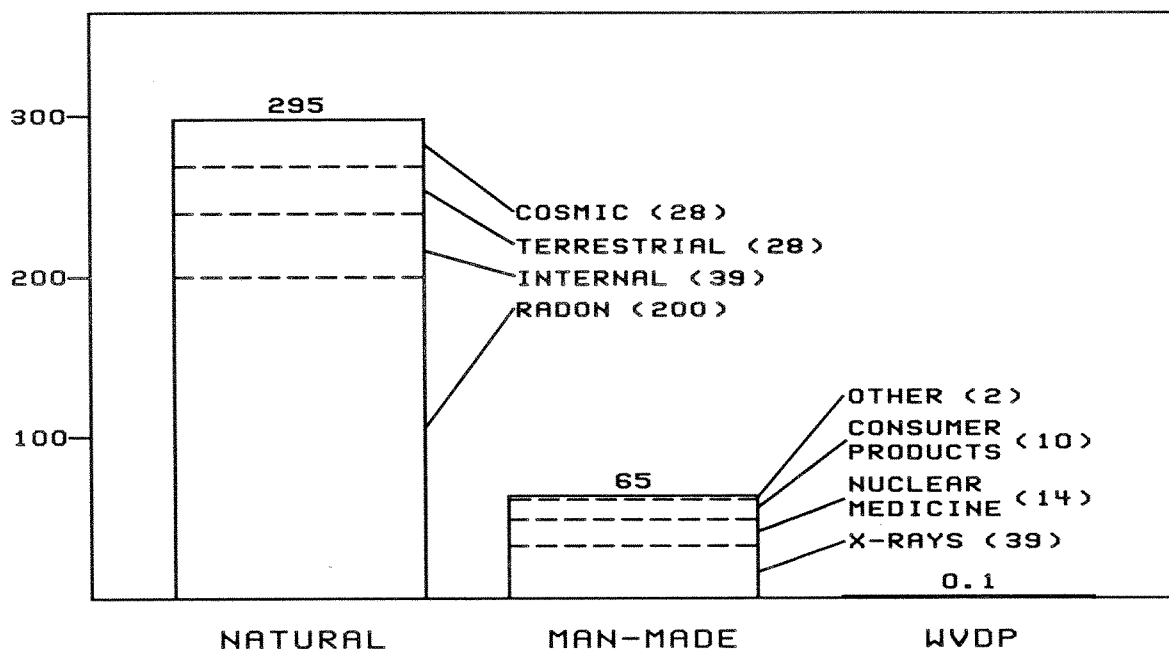 295
300
COSMIC (28)
TERRESTRIAL (28)
200
INTERNAL (39)
RADON (200)
OTHER (2)
100
CONSUMER
PRODUCTS (10)
65
NUCLEAR
MEDICINE (14)
X-RAYS (39)
0.1
NATURAL MAN-MADE WVDP